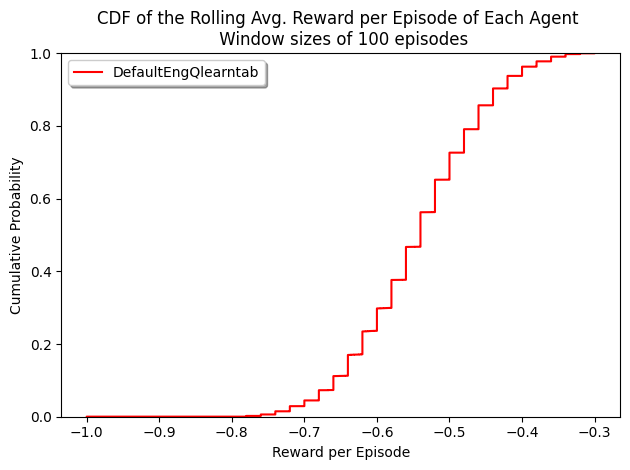 CDF of the Rolling Avg. Reward per Episode of Each Agent
Window sizes of 100 episodes
DefaultEngQlearntab
Cumulative Probability
1.0
0.8
0.6
0.4
0.2
0.0
−1.0 −0.9 −0.8 −0.7 −0.6 −0.5 −0.4 −0.3
Reward per Episode